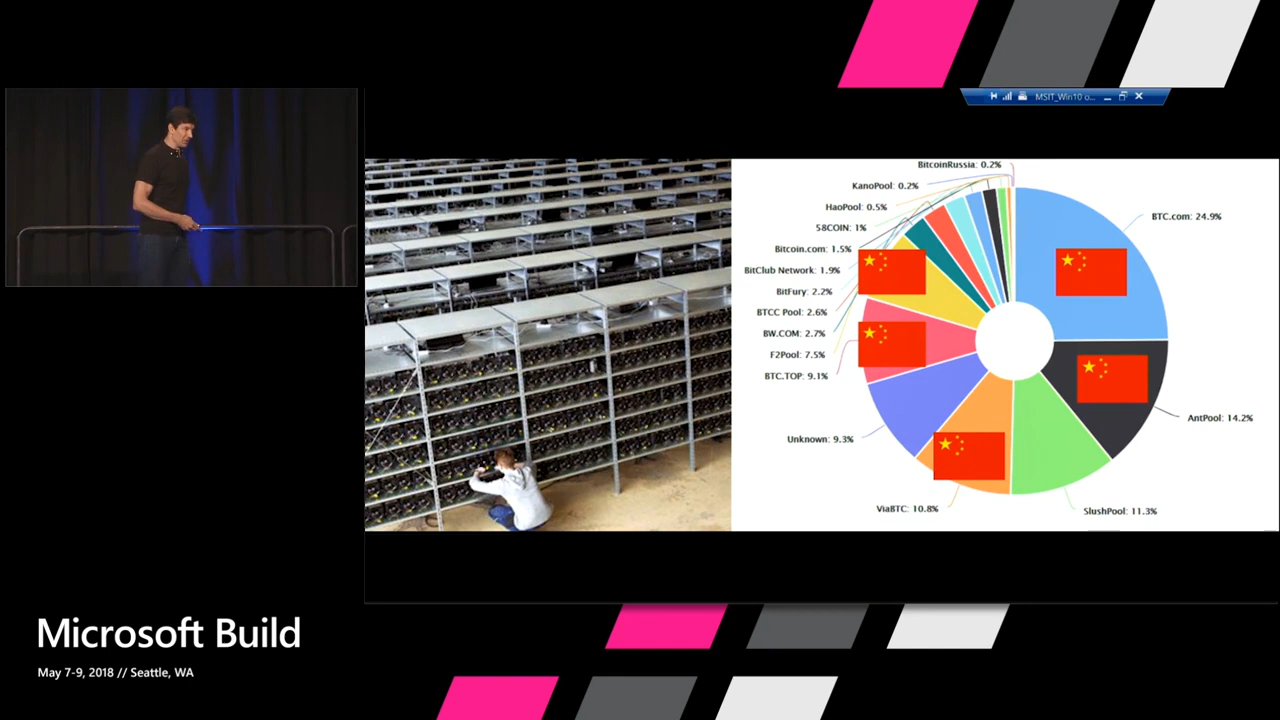 MSIT_Win10 o...
BitcoinRussia: 0.2%
KanoPool: 0.2%
HaoPool: 0.5%
58COIN: 1%
Bitcoin.com: 1.5%
BitClub Network: 1.9%
BitFury: 2.2%
BTCC Pool: 2.6%
BW.COM: 2.7%
F2Pool: 7.5%
BTC.TOP: 9.1%
Unknown: 9.3%
ViaBTC: 10.8%
SlushPool: 11.3%
AntPool: 14.2%
BTC.com: 24.9%
Microsoft Build
May 7-9, 2018 // Seattle, WA